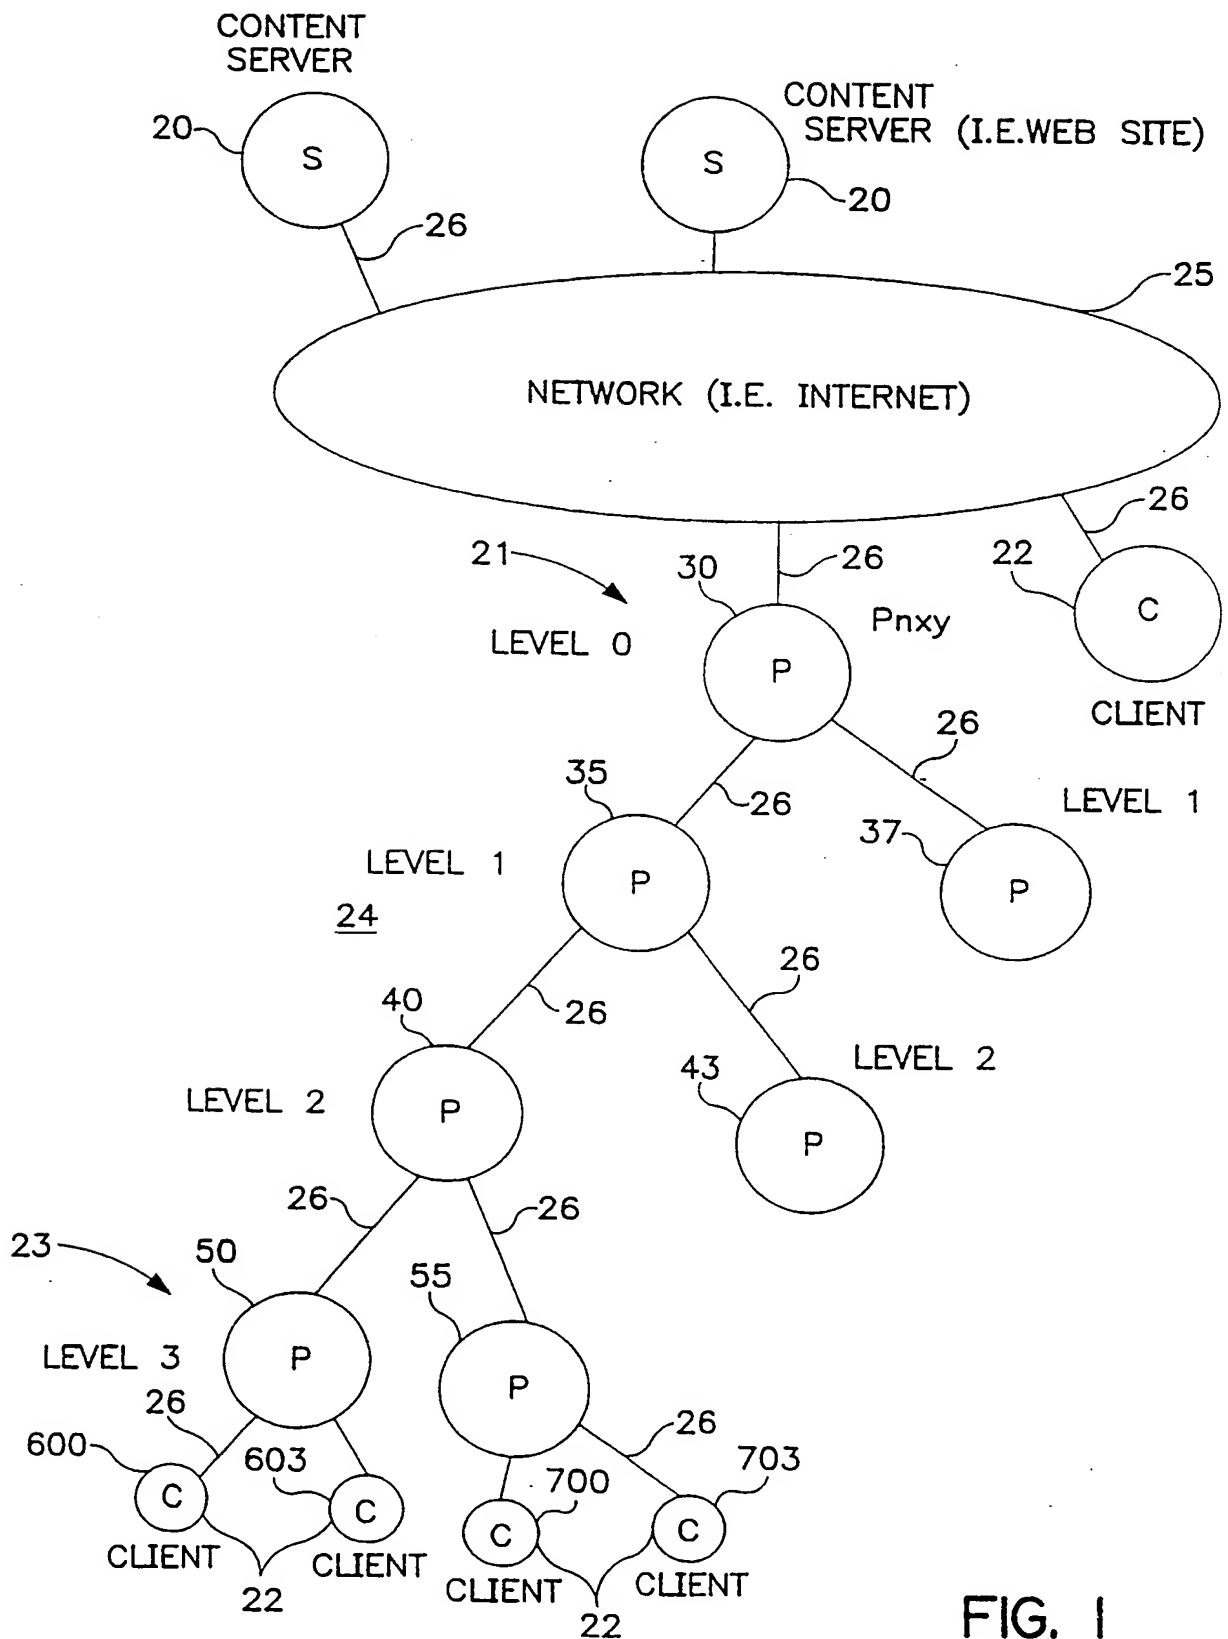 CONTENT
SERVER
20
S
26
CONTENT
SERVER (I.E.WEB SITE)
S
20
25
NETWORK (I.E. INTERNET)
26
21
26
30
22
C
CLIENT
Pnxy
LEVEL 0
P
26
35
26
LEVEL 1
37
P
LEVEL 1
P
24
26
26
40
LEVEL 2
43
P
LEVEL 2
P
26
26
23
50
55
LEVEL 3
P
P
26
26
600
603
700
703
C
C
C
C
CLIENT
CLIENT
CLIENT
CLIENT
22
22
FIG. 1